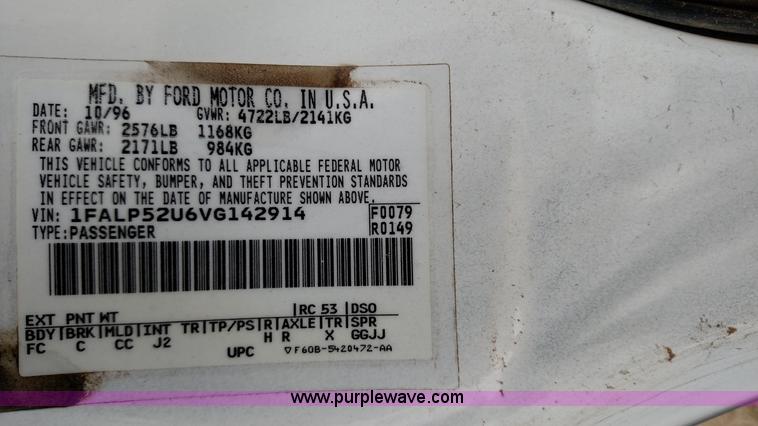 MFD. BY FORD MOTOR CO. IN U.S.A.
DATE: 10/96 GVWR: 4722LB/2141KG
FRONT GAWR: 2576LB 1168KG
REAR GAWR: 2171LB 984KG
THIS VEHICLE CONFORMS TO ALL APPLICABLE FEDERAL MOTOR
VEHICLE SAFETY, BUMPER, AND THEFT PREVENTION STANDARDS
IN EFFECT ON THE DATE OF MANUFACTURE SHOWN ABOVE.
VIN: 1FALP52U6VG142914 F0079
TYPE: PASSENGER R0149
EXT PNT WT RC 53 DSO
BDY BRK MLD INT TR TP/PS R AXLE TR SPR
FC C CC J2 H R X GGJJ
UPC F60B-5420472-AA
www.purplewave.com